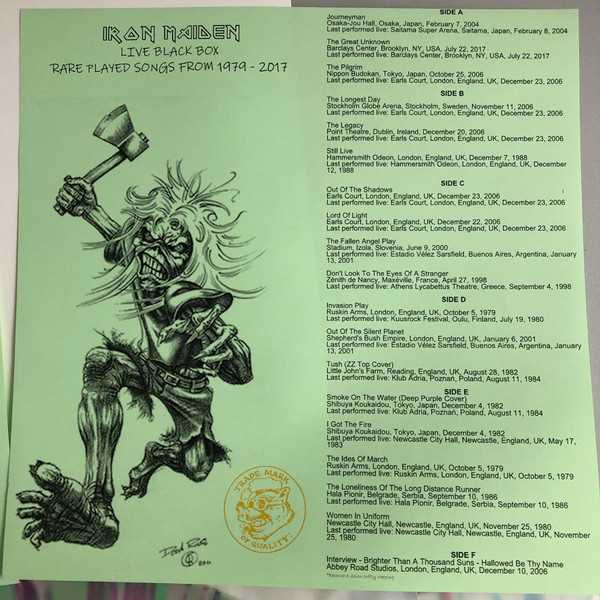 IRON MAIDEN
LIVE BLACK BOX
RARE PLAYED SONGS FROM 1979 - 2017
SIDE A
Journeyman
Osaka-Jou Hall, Osaka, Japan, February 7, 2004
Last performed live: Saitama Super Arena, Saitama, Japan, February 8, 2004
The Great Unknown
Barclays Center, Brooklyn, NY, USA, July 22, 2017
Last performed live: Barclays Center, Brooklyn, NY, USA, July 22, 2017
The Pilgrim
Nippon Budokan, Tokyo, Japan, October 25, 2006
Last performed live: Earls Court, London, England, UK, December 23, 2006
SIDE B
The Longest Day
Stockholm Globe Arena, Stockholm, Sweden, November 11, 2006
Last performed live: Earls Court, London, England, UK, December 23, 2006
The Legacy
Point Theatre, Dublin, Ireland, December 20, 2006
Last performed live: Earls Court, London, England, UK, December 23, 2006
Still Live
Hammersmith Odeon, London, England, UK, December 7, 1988
Last performed live: Hammersmith Odeon, London, England, UK, December
12, 1988
SIDE C
Out Of The Shadows
Earls Court, London, England, UK, December 23, 2006
Last performed live: Earls Court, London, England, UK, December 23, 2006
Lord Of Light
Earls Court, London, England, UK, December 22, 2006
Last performed live: Earls Court, London, England, UK, December 23, 2006
The Fallen Angel Play
Stadium, Izola, Slovenia, June 9, 2000
Last performed live: Estadio Vélez Sarsfield, Buenos Aires, Argentina, January
13, 2001
Don't Look To The Eyes Of A Stranger
Zénith de Nancy, Maxéville, France, April 27, 1998
Last performed live: Athens Lycabettus Theatre, Greece, September 4, 1998
SIDE D
Invasion Play
Ruskin Arms, London, England, UK, October 5, 1979
Last performed live: Kuusrock Festival, Oulu, Finland, July 19, 1980
Out Of The Silent Planet
Shepherd's Bush Empire, London, England, UK, January 6, 2001
Last performed live: Estadio Vélez Sarsfield, Buenos Aires, Argentina, January
13, 2001
Tush (ZZ Top Cover)
Little John's Farm, Reading, England, UK, August 28, 1982
Last performed live: Klub Adria, Poznań, Poland, August 11, 1984
SIDE E
Smoke On The Water (Deep Purple Cover)
Shibuya Koukaidou, Tokyo, Japan, December 4, 1982
Last performed live: Klub Adria, Poznań, Poland, August 11, 1984
I Got The Fire
Shibuya Koukaidou, Tokyo, Japan, December 4, 1982
Last performed live: Newcastle City Hall, Newcastle, England, UK, May 17,
1983
The Ides Of March
Ruskin Arms, London, England, UK, October 5, 1979
Last performed live: Ruskin Arms, London, England, UK, October 5, 1979
The Loneliness Of The Long Distance Runner
Hala Pionir, Belgrade, Serbia, September 10, 1986
Last performed live: Hala Pionir, Belgrade, Serbia, September 10, 1986
Women In Uniform
Newcastle City Hall, Newcastle, England, UK, November 25, 1980
Last performed live: Newcastle City Hall, Newcastle, England, UK, November
25, 1980
SIDE F
Interview - Brighter Than A Thousand Suns - Hallowed Be Thy Name
Abbey Road Studios, London, England, UK, December 10, 2006
TRADE MARK
OF QUALITY